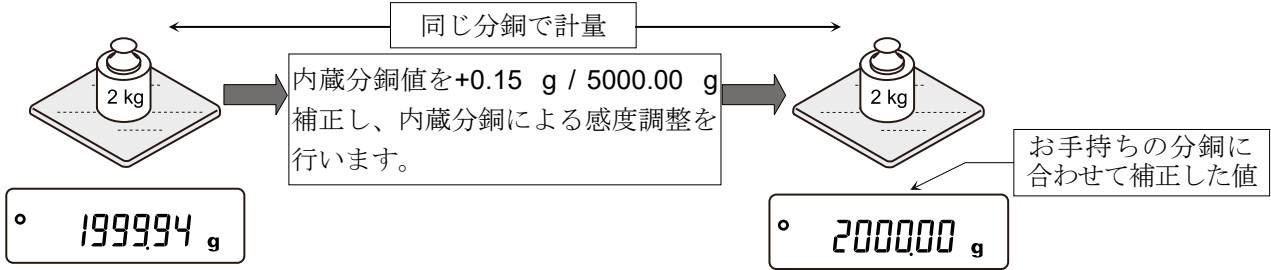 同じ分銅で計量
2 kg
内蔵分銅値を+0.15 g / 5000.00 g
補正し、内蔵分銅による感度調整を
行います。
2 kg
お手持ちの分銅に
合わせて補正した値
1999.94 g
2000.00 g